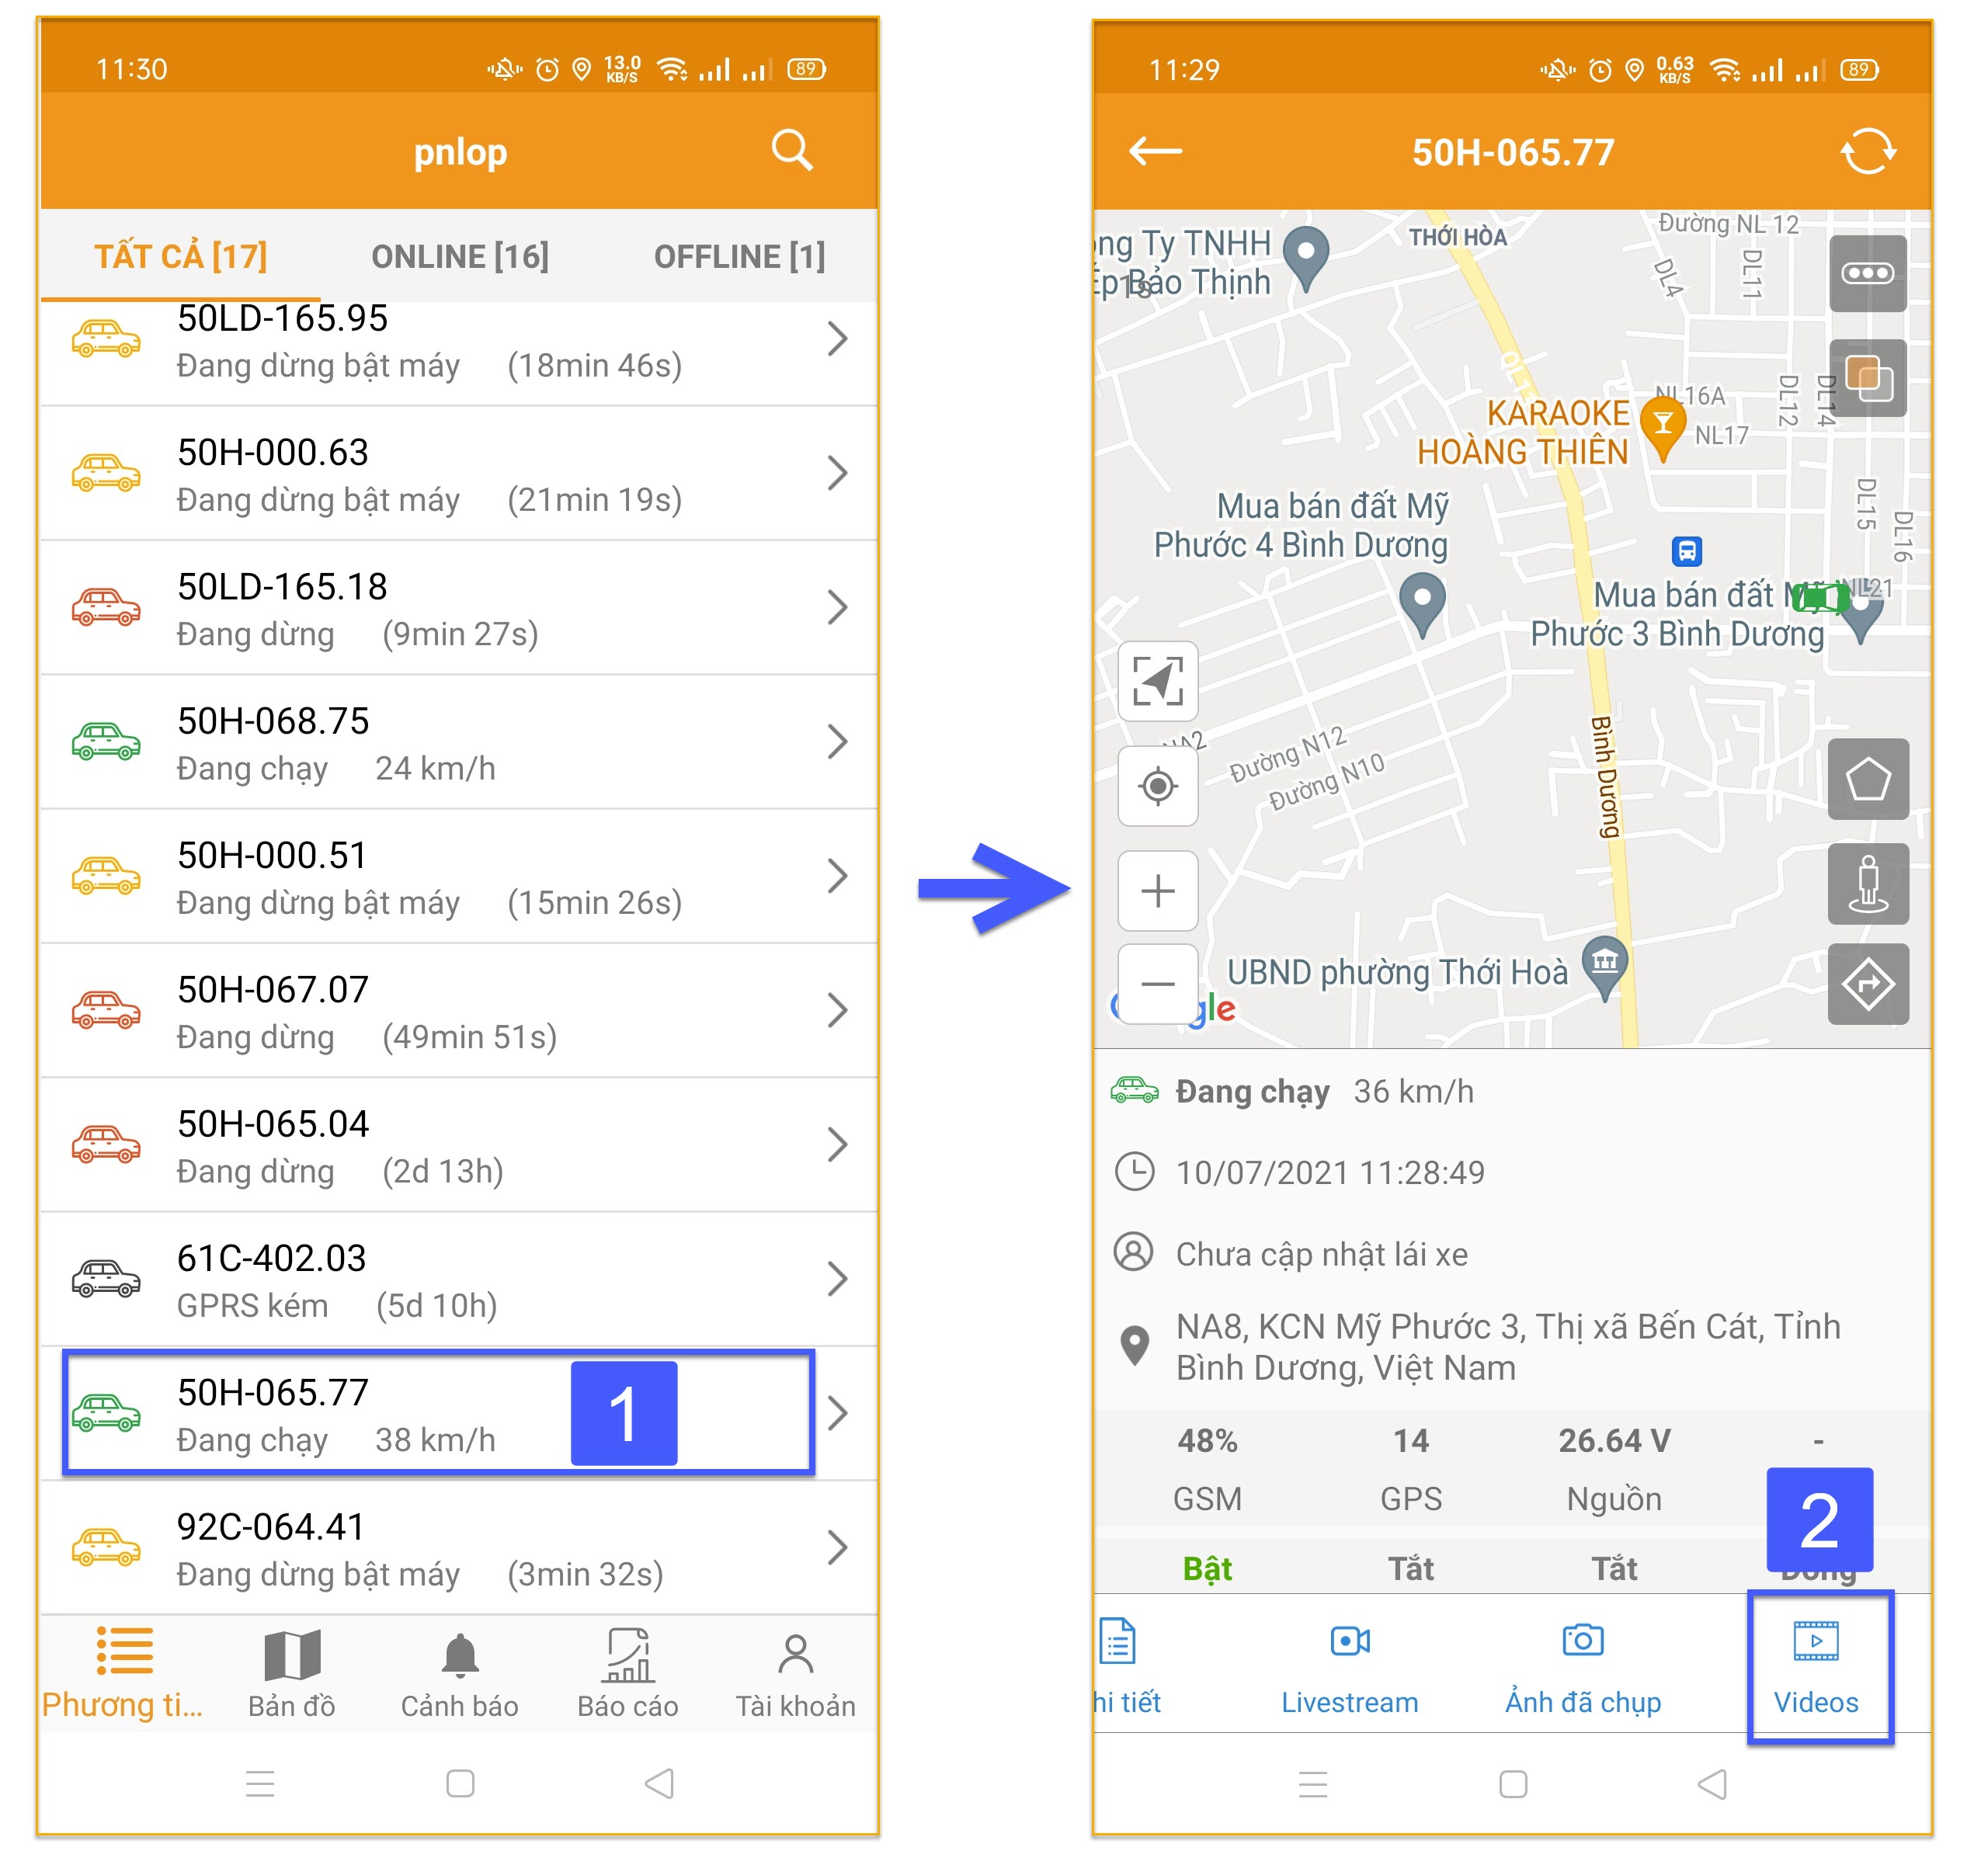 11:30
13.0
KB/S
89
pnlop
TẤT CẢ [17]
ONLINE [16]
OFFLINE [1]
50LD-165.95
Đang dừng bật máy (18min 46s)
50H-000.63
Đang dừng bật máy (21min 19s)
50LD-165.18
Đang dừng (9min 27s)
50H-068.75
Đang chạy 24 km/h
50H-000.51
Đang dừng bật máy (15min 26s)
50H-067.07
Đang dừng (49min 51s)
50H-065.04
Đang dừng (2d 13h)
61C-402.03
GPRS kém (5d 10h)
50H-065.77
Đang chạy 38 km/h
1
92C-064.41
Đang dừng bật máy (3min 32s)
Phương ti...
Bản đồ
Cảnh báo
Báo cáo
Tài khoản
11:29
0.63
KB/S
89
50H-065.77
ng Ty TNHH
Ép Bảo Thịnh
THỚI HÒA
Đường NL 12
DL4
DL11
KARAOKE
HOÀNG THIÊN
NL16A
NL17
DL12
DL14
DL15
DL16
Mua bán đất Mỹ
Phước 4 Bình Dương
Mua bán đất Mỹ
Phước 3 Bình Dương
NL21
NA2
Đường N12
Đường N10
Bình Dương
UBND phường Thới Hoà
Đang chạy 36 km/h
10/07/2021 11:28:49
Chưa cập nhật lái xe
NA8, KCN Mỹ Phước 3, Thị xã Bến Cát, Tỉnh
Bình Dương, Việt Nam
48%
14
26.64 V
-
GSM
GPS
Nguồn
2
Bật
Tắt
Tắt
hi tiết
Livestream
Ảnh đã chụp
Videos